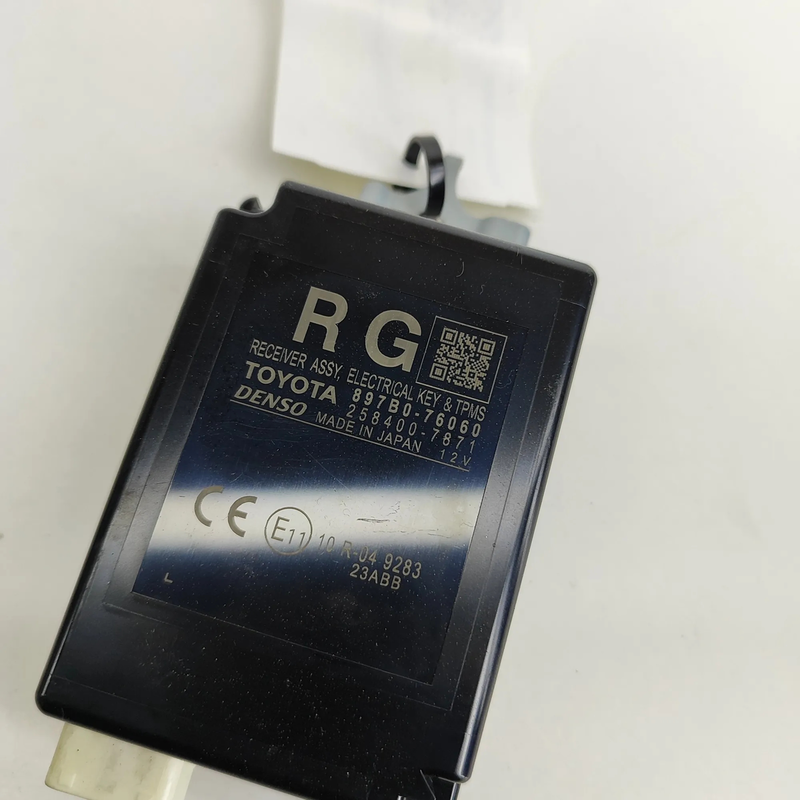 RG
RECEIVER ASSY, ELECTRICAL KEY & TPMS
TOYOTA 897B0-76060
DENSO 258400-7871
MADE IN JAPAN 12V
CE E11 10 R-04 9283
23ABB
L